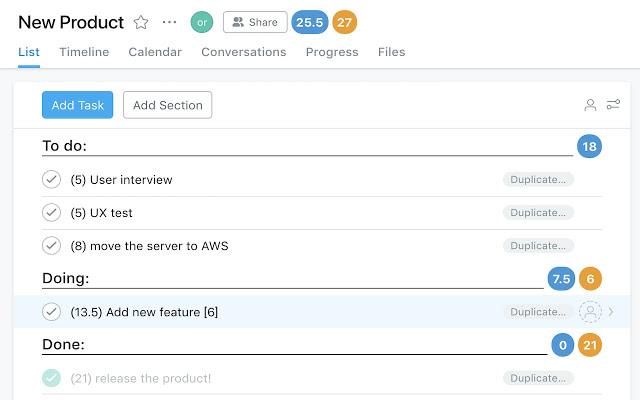 New Product ☆ ··· or Share 25.5 27
List Timeline Calendar Conversations Progress Files
Add Task Add Section
To do: 18
(5) User interview Duplicate...
(5) UX test Duplicate...
(8) move the server to AWS Duplicate...
Doing: 7.5 6
(13.5) Add new feature [6] Duplicate...
Done: 0 21
(21) release the product! Duplicate...